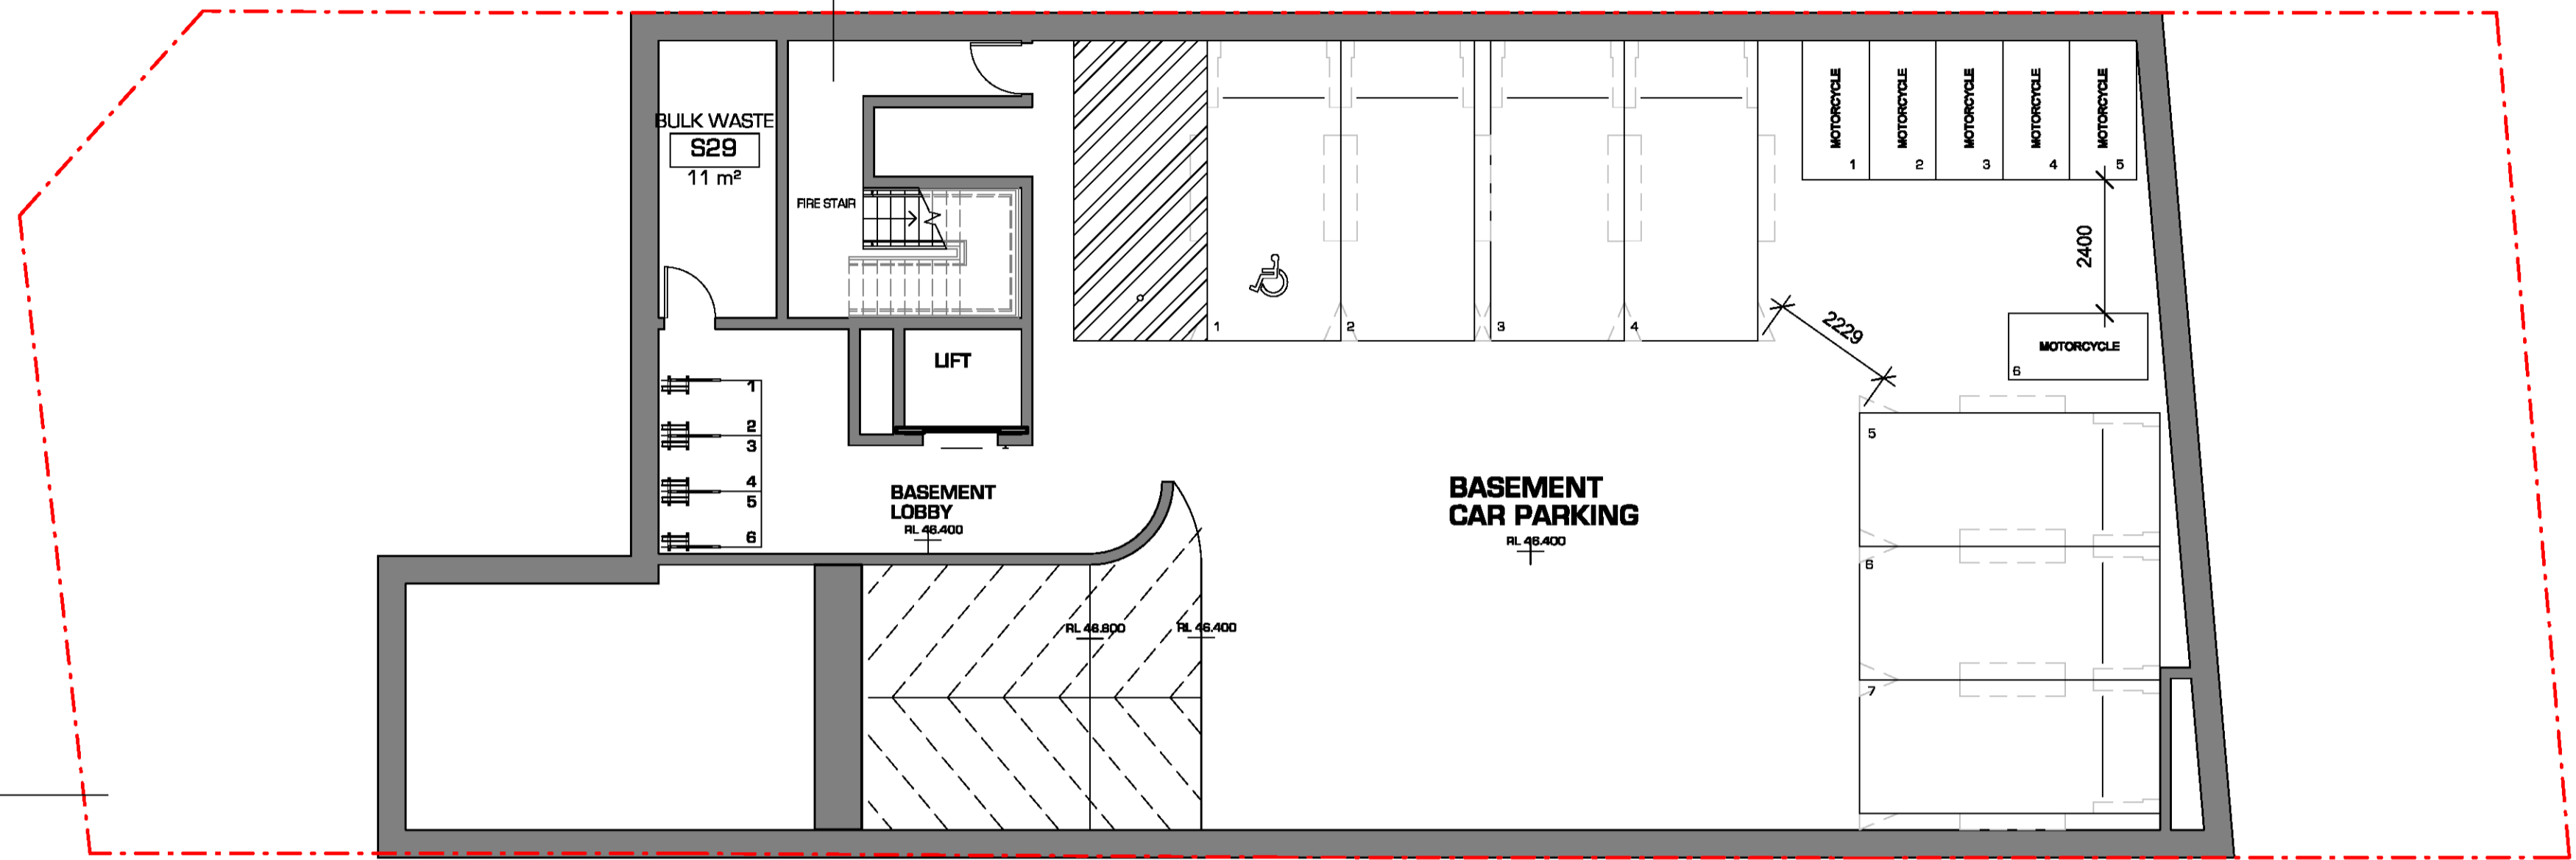 BULK WASTE
S29
11 m²
FIRE STAIR
LIFT
1
2
3
4
5
6
BASEMENT
LOBBY
RL 46.400
RL 46.800
RL 46.400
1
2
3
4
BASEMENT
CAR PARKING
RL 46.400
MOTORCYCLE
1
MOTORCYCLE
2
MOTORCYCLE
3
MOTORCYCLE
4
MOTORCYCLE
5
2400
2229
MOTORCYCLE
6
5
6
7